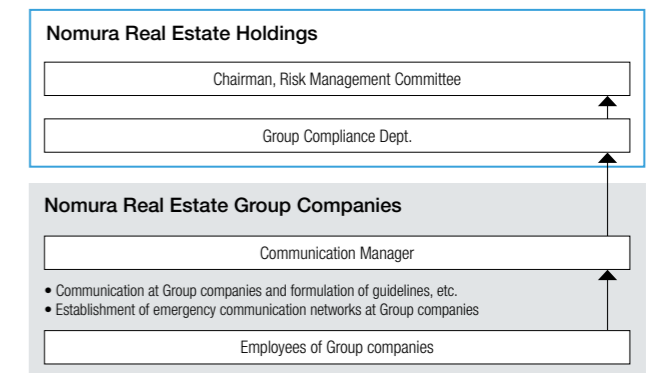 Nomura Real Estate Holdings
Chairman, Risk Management Committee
Group Compliance Dept.
Nomura Real Estate Group Companies
Communication Manager
• Communication at Group companies and formulation of guidelines, etc.
• Establishment of emergency communication networks at Group companies
Employees of Group companies